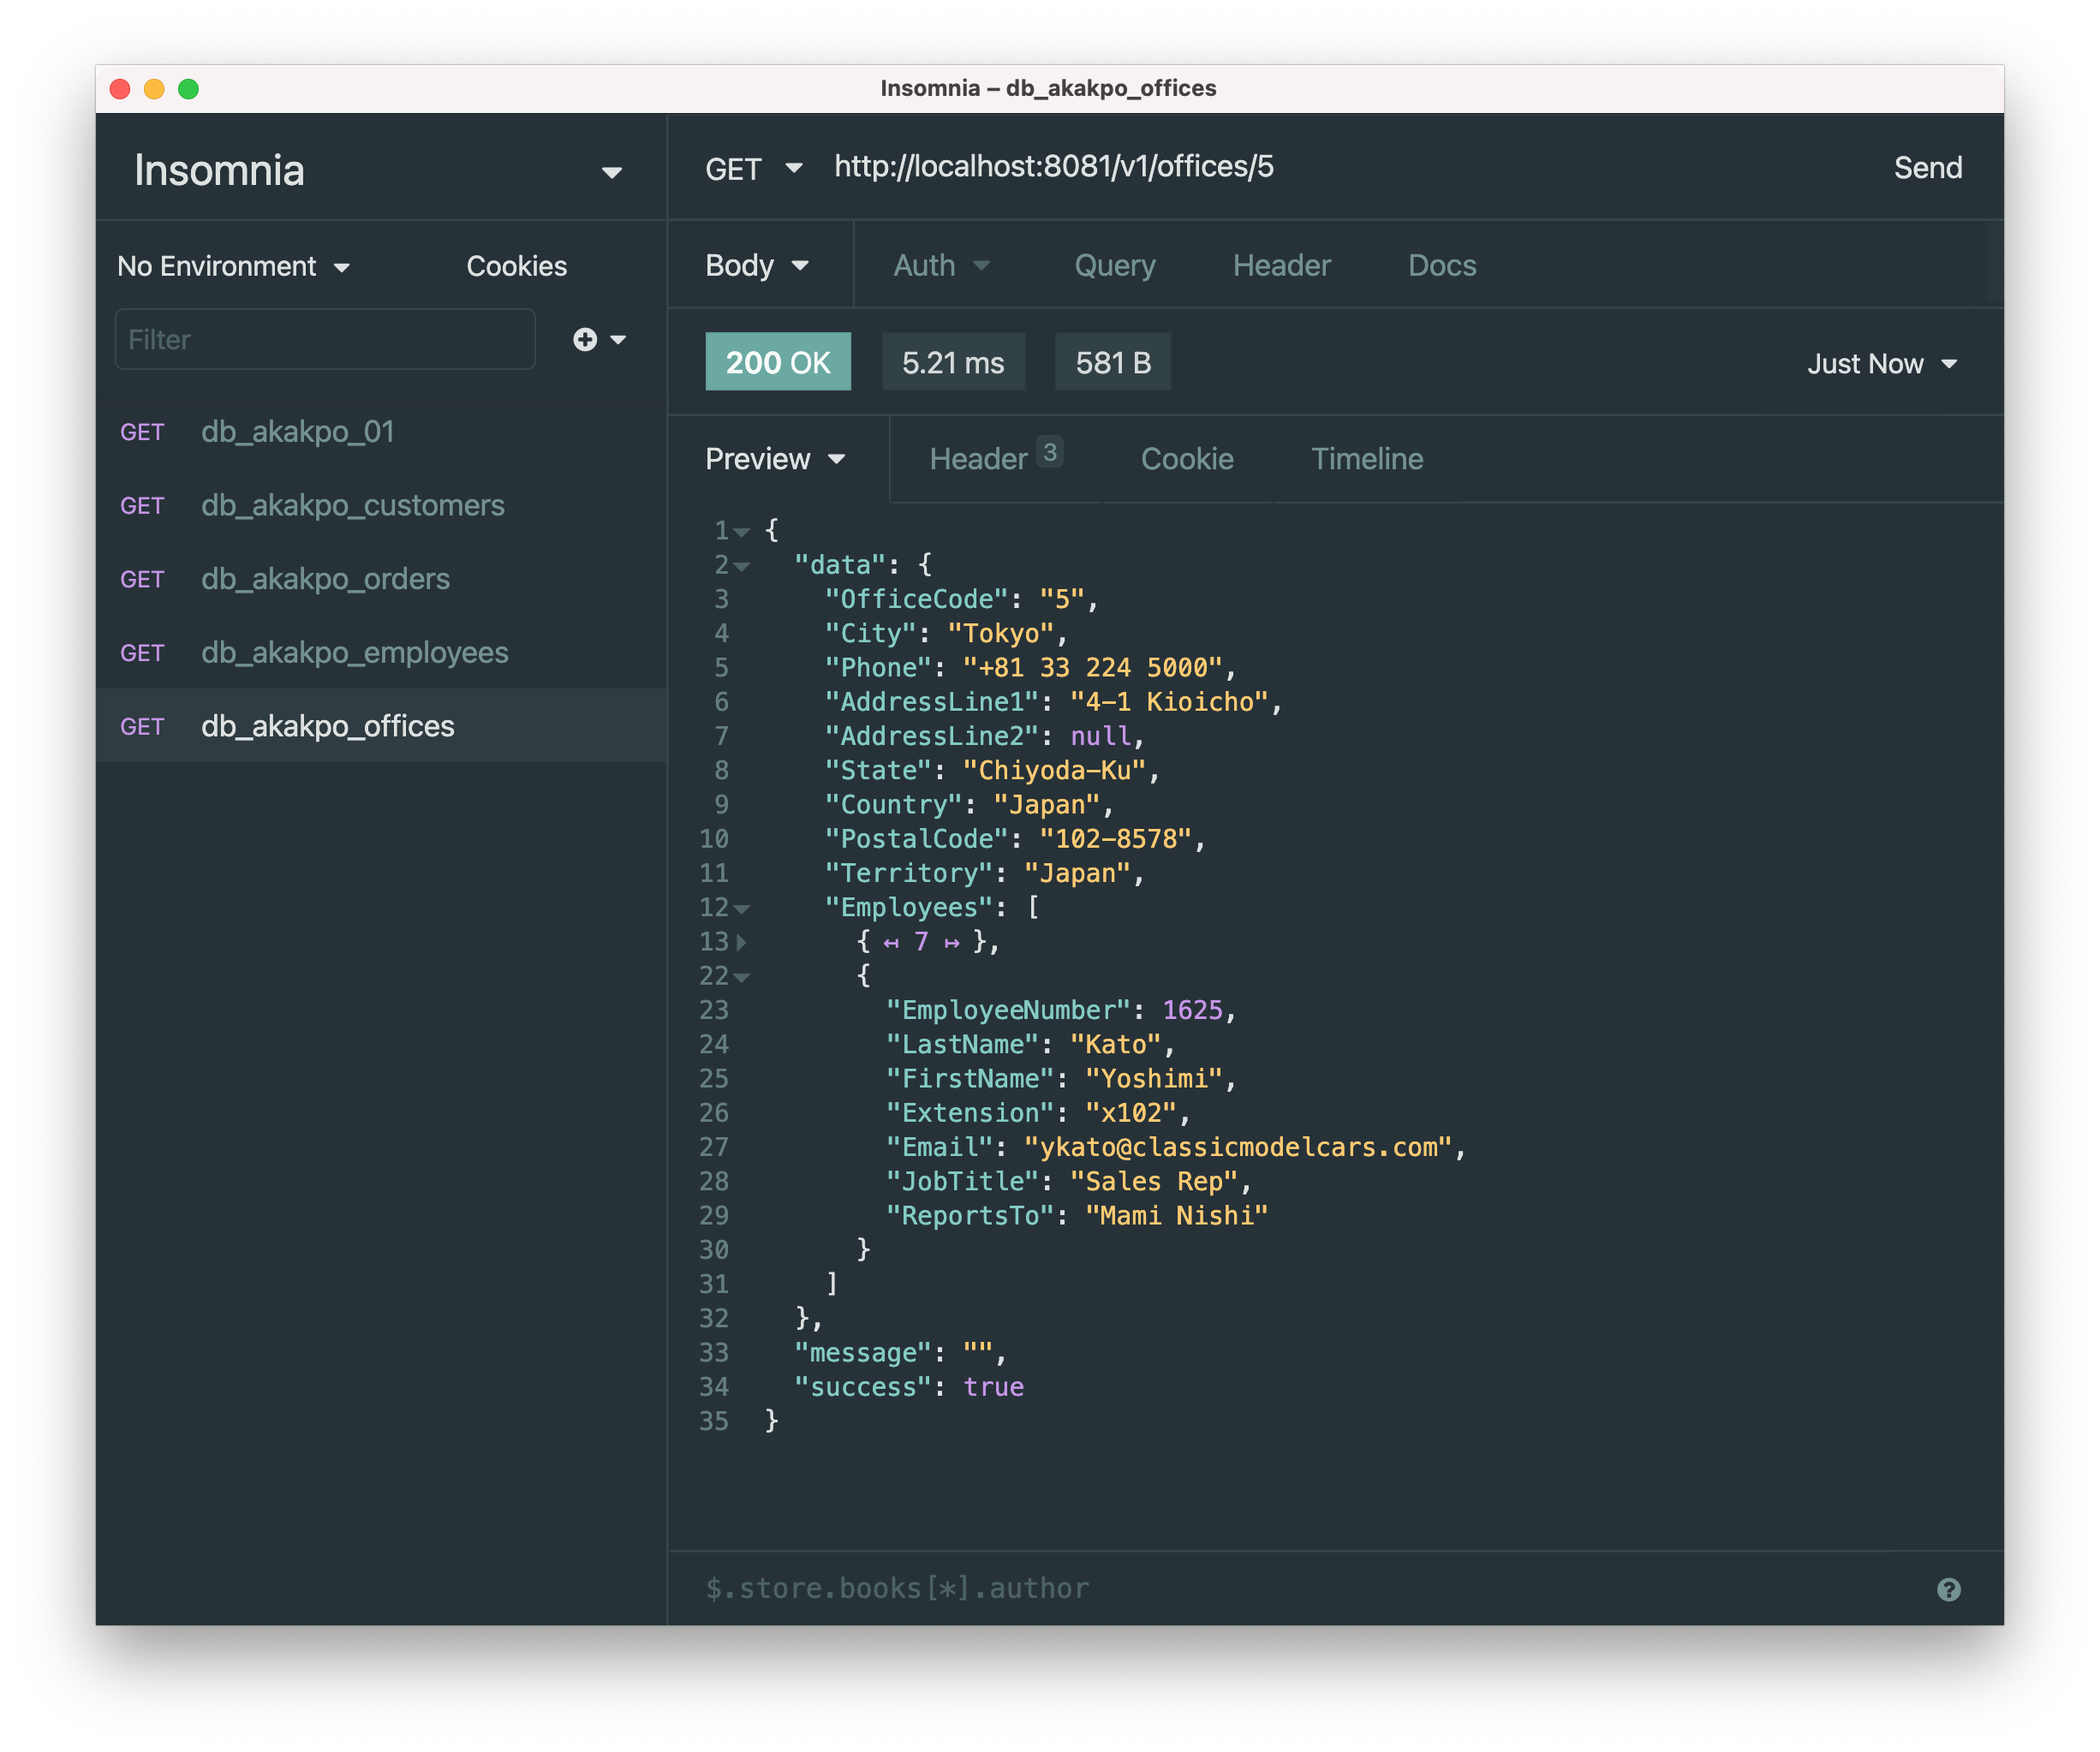 Insomnia – db_akakpo_offices
Insomnia
GET http://localhost:8081/v1/offices/5 Send
No Environment Cookies
Body Auth Query Header Docs
Filter
200 OK 5.21 ms 581 B Just Now
GET db_akakpo_01
GET db_akakpo_customers
GET db_akakpo_orders
GET db_akakpo_employees
GET db_akakpo_offices
Preview Header 3 Cookie Timeline
1 {
2 "data": {
3 "OfficeCode": "5",
4 "City": "Tokyo",
5 "Phone": "+81 33 224 5000",
6 "AddressLine1": "4-1 Kioicho",
7 "AddressLine2": null,
8 "State": "Chiyoda-Ku",
9 "Country": "Japan",
10 "PostalCode": "102-8578",
11 "Territory": "Japan",
12 "Employees": [
13 { ↤ 7 ↦ },
22 {
23 "EmployeeNumber": 1625,
24 "LastName": "Kato",
25 "FirstName": "Yoshimi",
26 "Extension": "x102",
27 "Email": "ykato@classicmodelcars.com",
28 "JobTitle": "Sales Rep",
29 "ReportsTo": "Mami Nishi"
30 }
31 ]
32 },
33 "message": "",
34 "success": true
35 }
$.store.books[*].author